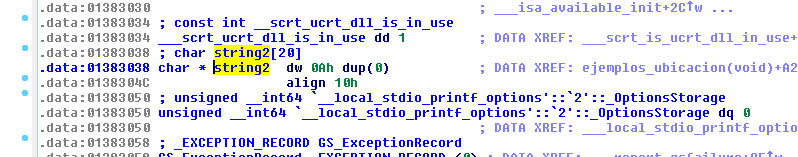 .data:01383030 ; ___isa_available_init+2C↑w ...
.data:01383034 ; const int __scrt_ucrt_dll_is_in_use
.data:01383034 ___scrt_ucrt_dll_is_in_use dd 1 ; DATA XREF: ___scrt_is_ucrt_dll_in_use+
.data:01383038 ; char string2[20]
.data:01383038 char * string2 dw 0Ah dup(0) ; DATA XREF: ejemplos_ubicacion(void)+A2
.data:0138304C align 10h
.data:01383050 ; unsigned __int64 `__local_stdio_printf_options'::`2'::_OptionsStorage
.data:01383050 unsigned __int64 `__local_stdio_printf_options'::`2'::_OptionsStorage dq 0
.data:01383050 ; DATA XREF: ___local_stdio_printf_optio
.data:01383058 ; _EXCEPTION_RECORD GS_ExceptionRecord